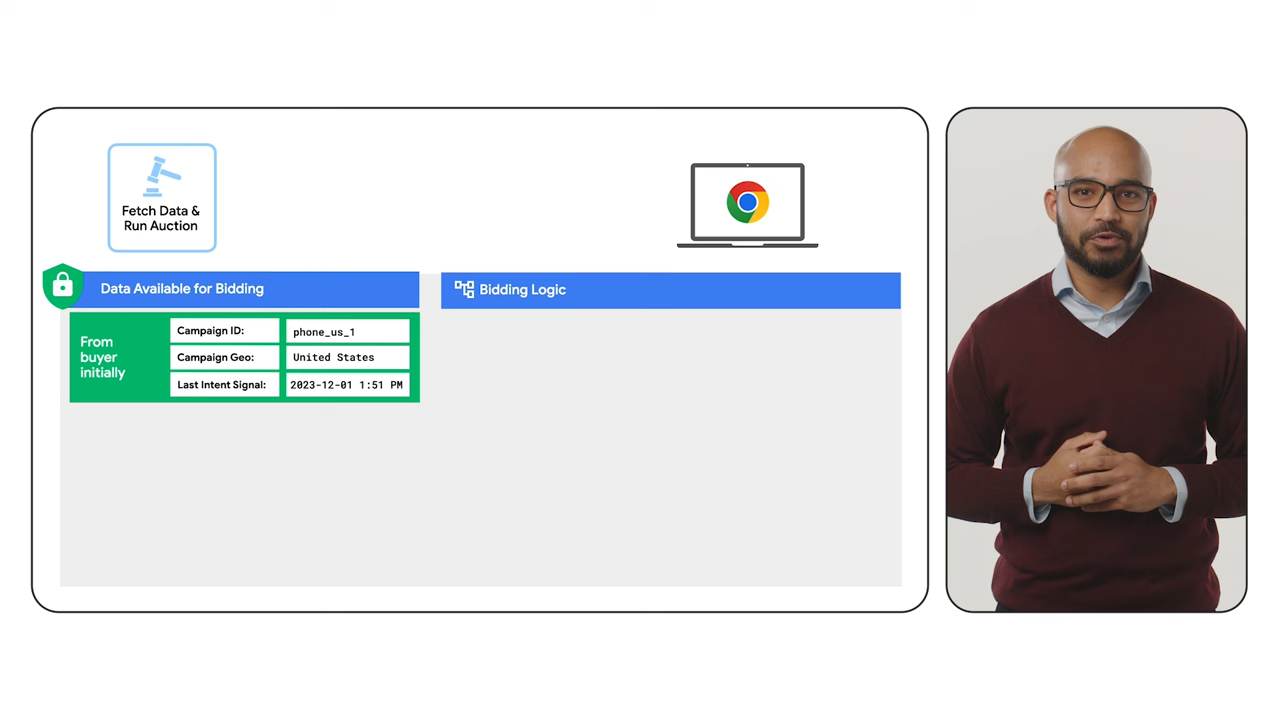 Fetch Data &
Run Auction
Data Available for Bidding
Bidding Logic
From
buyer
initially
Campaign ID:
phone_us_1
Campaign Geo:
United States
Last Intent Signal:
2023-12-01 1:51 PM